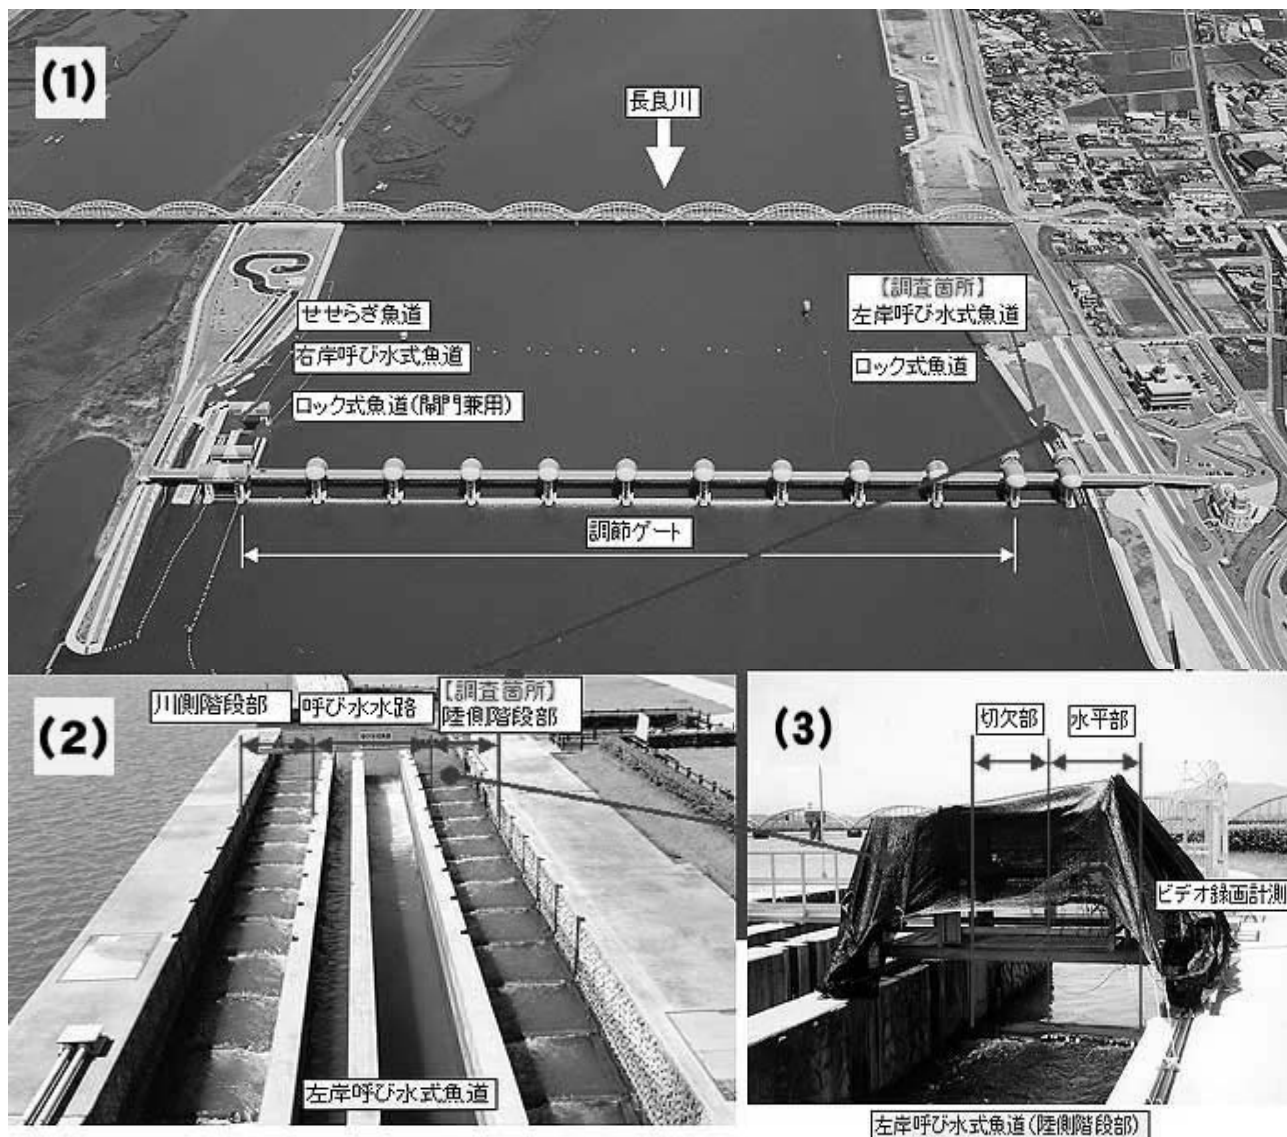 (1)
長良川
せせらぎ魚道
右岸呼び水式魚道
ロック式魚道(閘門兼用)
【調査箇所】
左岸呼び水式魚道
ロック式魚道
調節ゲート
(2)
川側階段部
呼び水水路
【調査箇所】
陸側階段部
左岸呼び水式魚道
(3)
切欠部
水平部
ビデオ録画計測
左岸呼び水式魚道(陸側階段部)